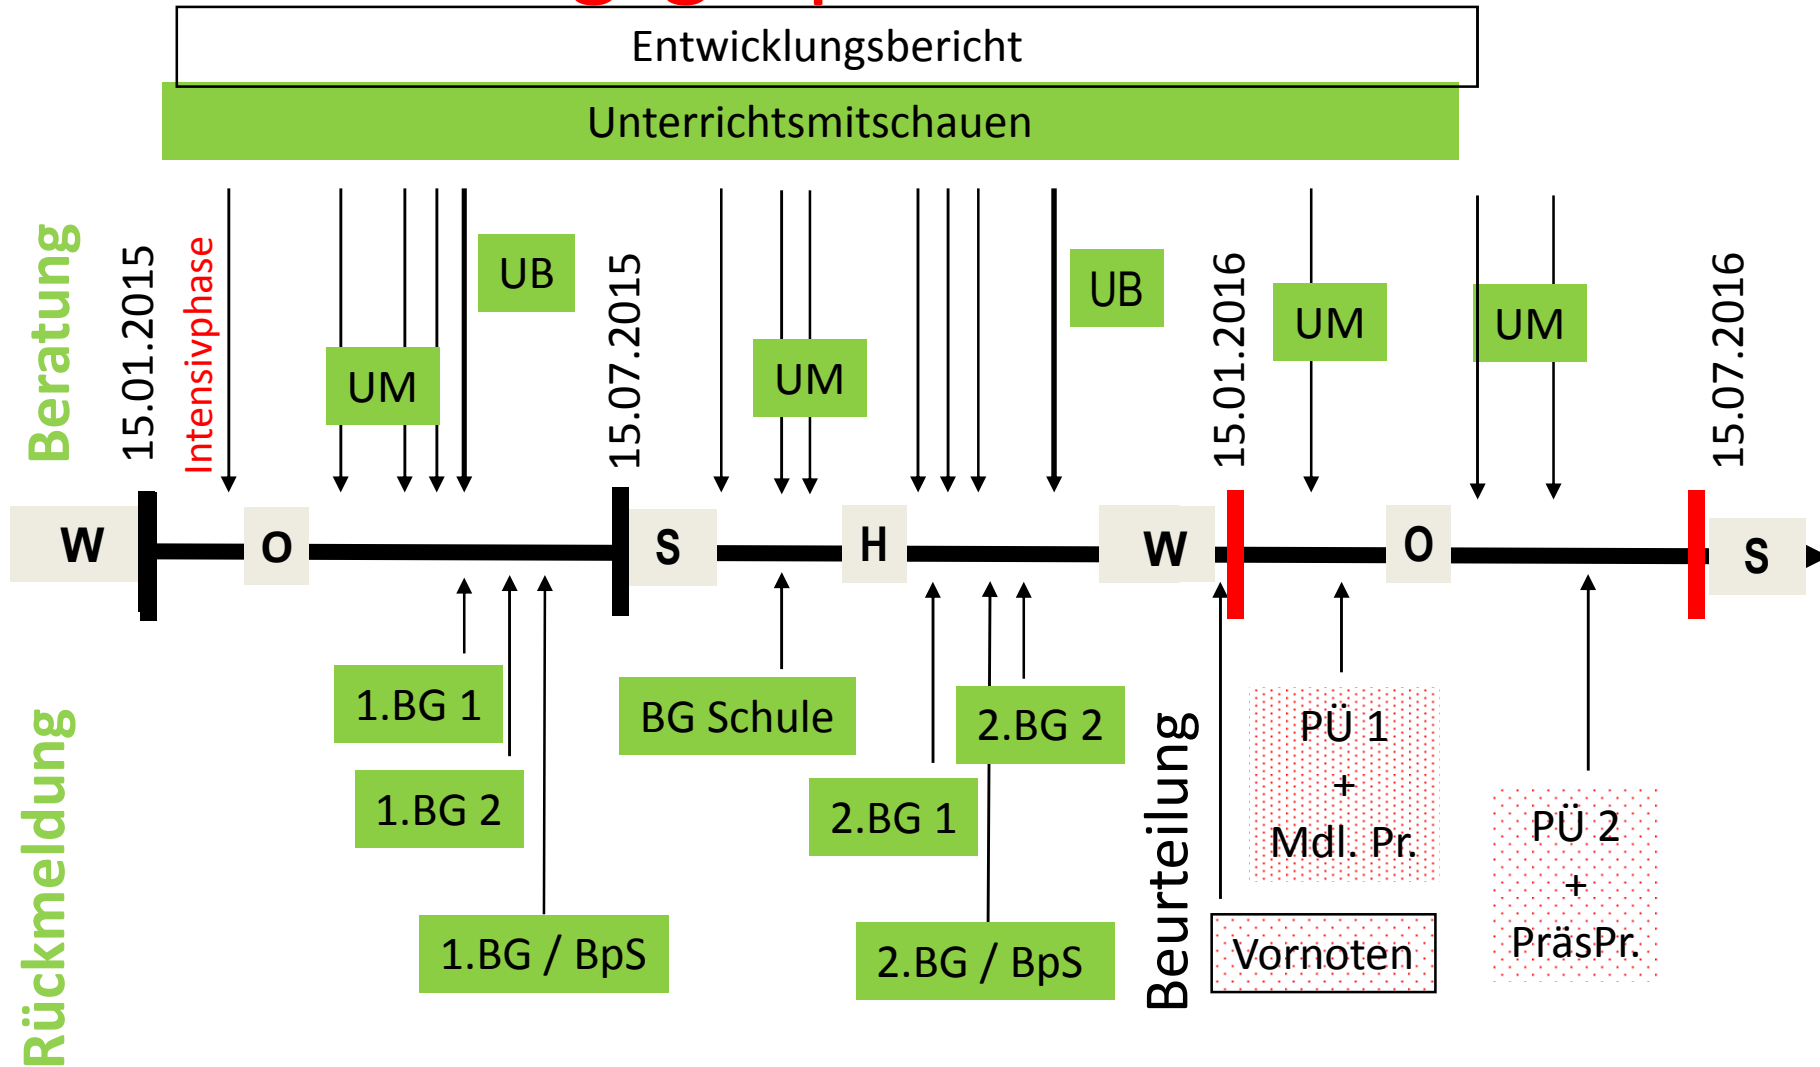 Entwicklungsbericht
Unterrichtsmitschauen
Beratung
15.01.2015
Intensivphase
UM
UB
15.07.2015
UM
UB
15.01.2016
UM
UM
15.07.2016
W
O
S
H
W
O
S
Rückmeldung
1.BG 1
1.BG 2
1.BG / BpS
BG Schule
2.BG 1
2.BG 2
2.BG / BpS
Beurteilung
Vornoten
PÜ 1
+
Mdl. Pr.
PÜ 2
+
PräsPr.